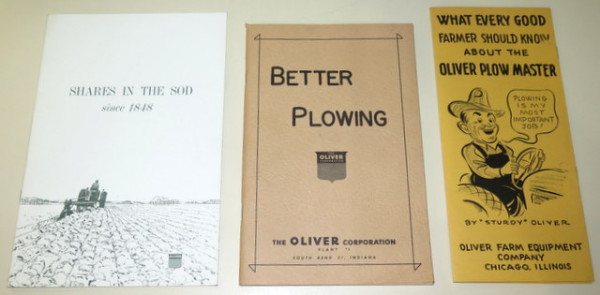 SHARES IN THE SOD
since 1848
BETTER
PLOWING
OLIVER
THE OLIVER CORPORATION
PLANT #1
SOUTH BEND 21, INDIANA
WHAT EVERY GOOD
FARMER SHOULD KNOW
ABOUT THE
OLIVER PLOW MASTER
PLOWING
IS MY
MOST
IMPORTANT
JOB!
BY "STURDY" OLIVER
OLIVER FARM EQUIPMENT
COMPANY
CHICAGO, ILLINOIS